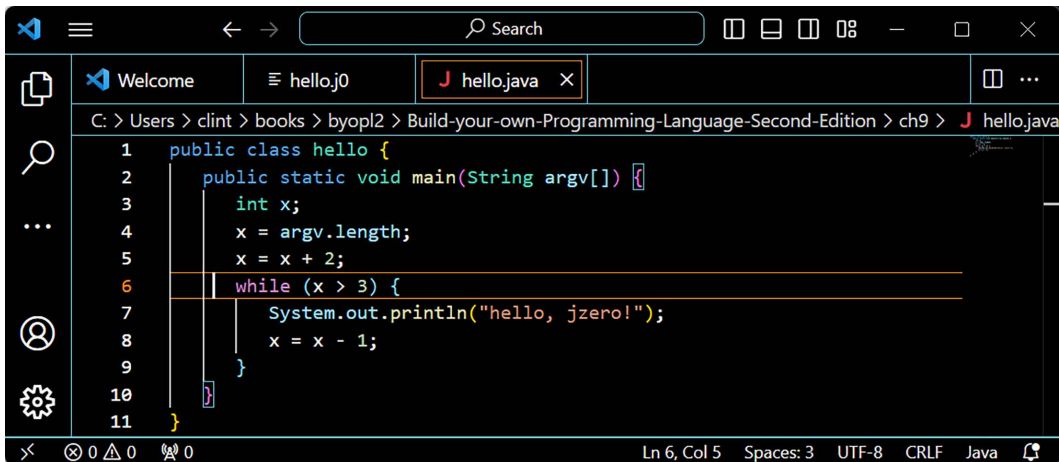 Search
Welcome hello.j0 J hello.java
C: > Users > clint > books > byopl2 > Build-your-own-Programming-Language-Second-Edition > ch9 > J hello.java
1 public class hello {
2 public static void main(String argv[]) {
3 int x;
4 x = argv.length;
5 x = x + 2;
6 while (x > 3) {
7 System.out.println("hello, jzero!");
8 x = x - 1;
9 }
10 }
11 }
0 0 0 Ln 6, Col 5 Spaces: 3 UTF-8 CRLF Java